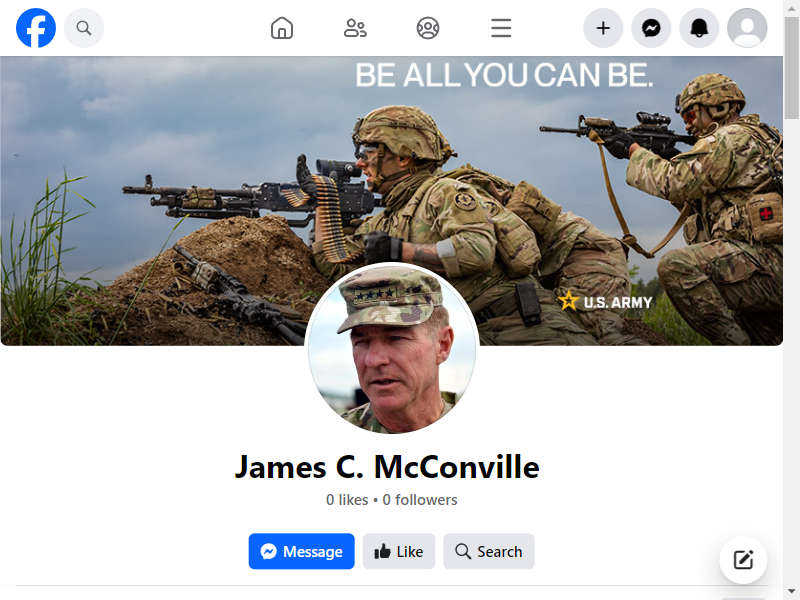 BE ALL YOU CAN BE.
U.S. ARMY
James C. McConville
0 likes • 0 followers
Message
Like
Search